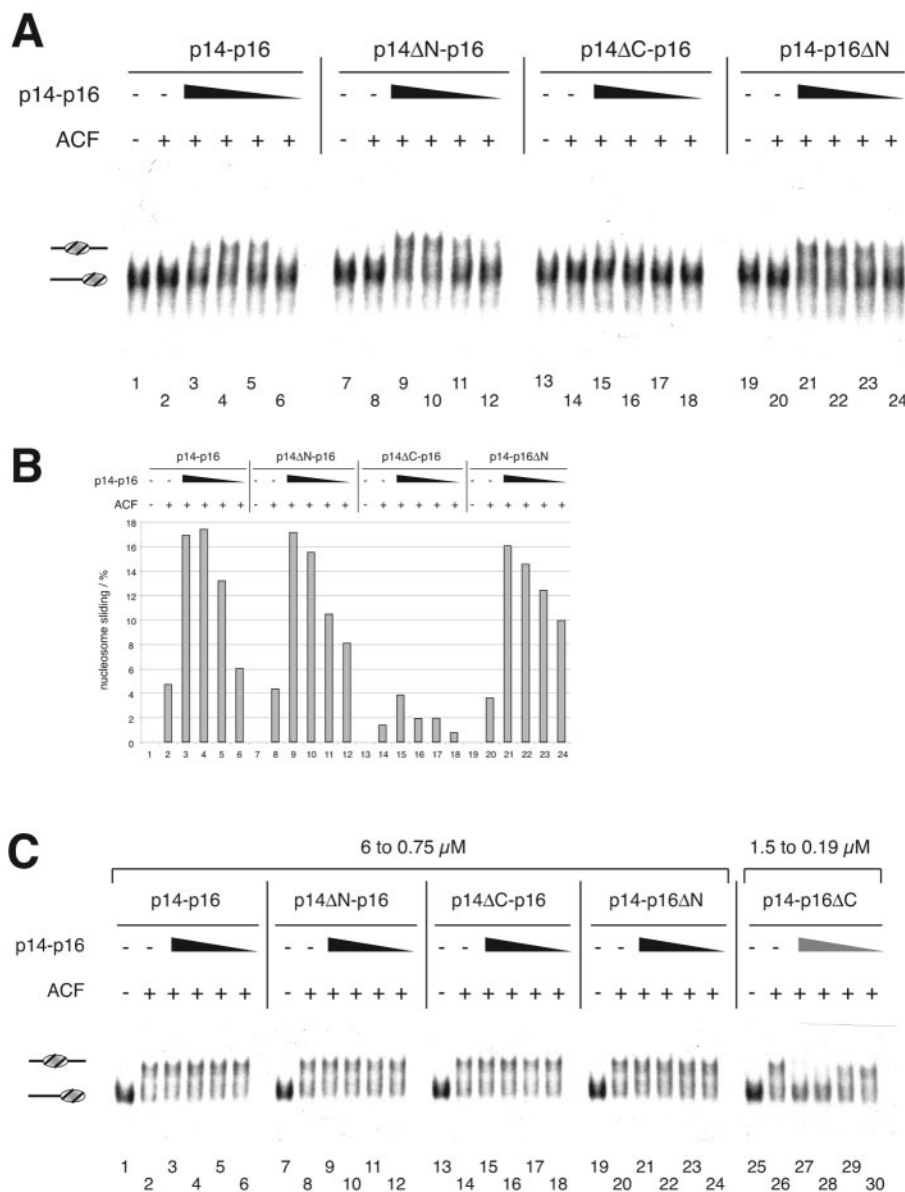 A
p14-p16 p14ΔN-p16 p14ΔC-p16 p14-p16ΔN
p14-p16 - - - - - - - -
ACF - + + + + + - + + + + + - + + + + + - + + + + +
1 3 5 7 9 11 13 15 17 19 21 23
2 4 6 8 10 12 14 16 18 20 22 24
B
p14-p16 p14ΔN-p16 p14ΔC-p16 p14-p16ΔN
p14-p16 - - - - - - - -
ACF - + + + + + - + + + + + - + + + + + - + + + + +
nucleosome sliding / %
18
16
14
12
10
8
6
4
2
0
1 2 3 4 5 6 7 8 9 10 11 12 13 14 15 16 17 18 19 20 21 22 23 24
C
6 to 0.75 μM 1.5 to 0.19 μM
p14-p16 p14ΔN-p16 p14ΔC-p16 p14-p16ΔN p14-p16ΔC
p14-p16 - - - - - - - - - -
ACF - + + + + + - + + + + + - + + + + + - + + + + + - + + + + +
1 3 5 7 9 11 13 15 17 19 21 23 25 27 29
2 4 6 8 10 12 14 16 18 20 22 24 26 28 30